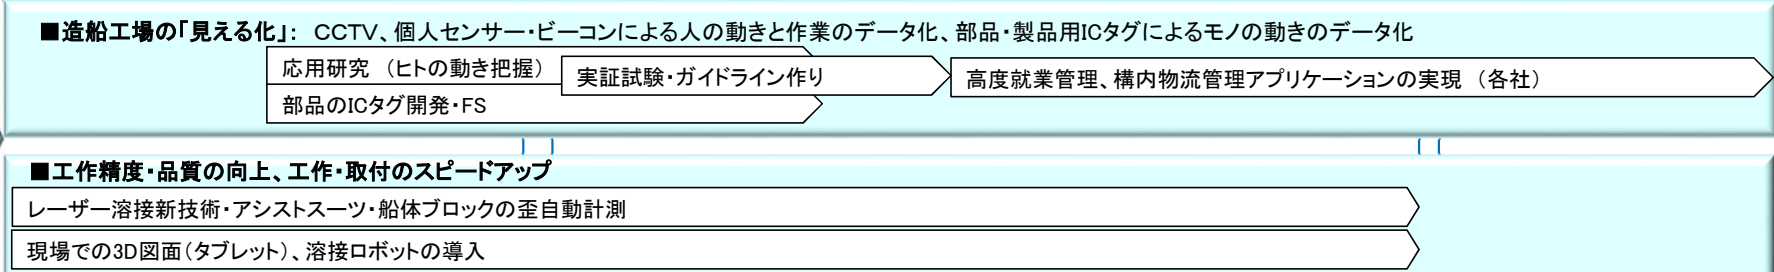 ■造船工場の「見える化」： CCTV、個人センサー・ビーコンによる人の動きと作業のデータ化、部品・製品用ICタグによるモノの動きのデータ化
応用研究 （ヒトの動き把握）
実証試験・ガイドライン作り
高度就業管理、構内物流管理アプリケーションの実現 （各社）
部品のICタグ開発・FS
■工作精度・品質の向上、工作・取付のスピードアップ
レーザー溶接新技術・アシストスーツ・船体ブロックの歪自動計測
現場での3D図面（タブレット）、溶接ロボットの導入